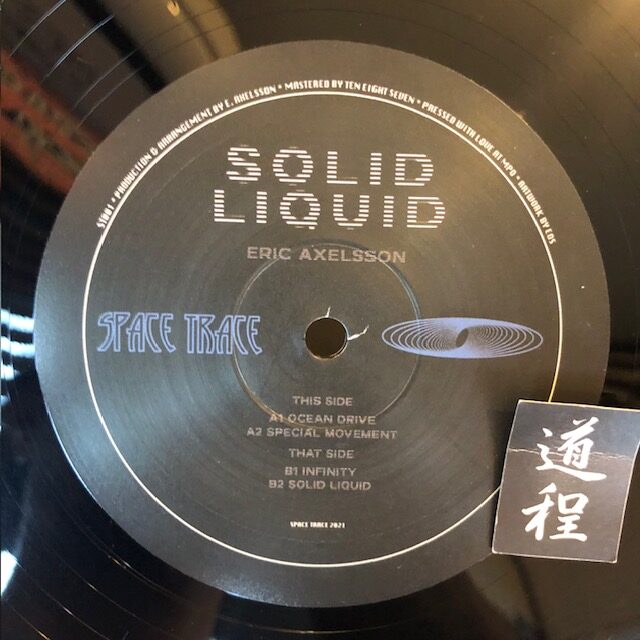 ST001 • PRODUCTION & ARRANGEMENT BY E. AXELSSON • MASTERED BY TEN EIGHT SEVEN • PRESSED WITH LOVE AT MPO • ARTWORK BY EOS
SOLID
LIQUID
ERIC AXELSSON
SPACE TRACE
THIS SIDE
A1 OCEAN DRIVE
A2 SPECIAL MOVEMENT
THAT SIDE
B1 INFINITY
B2 SOLID LIQUID
SPACE TRACE 2021
道程